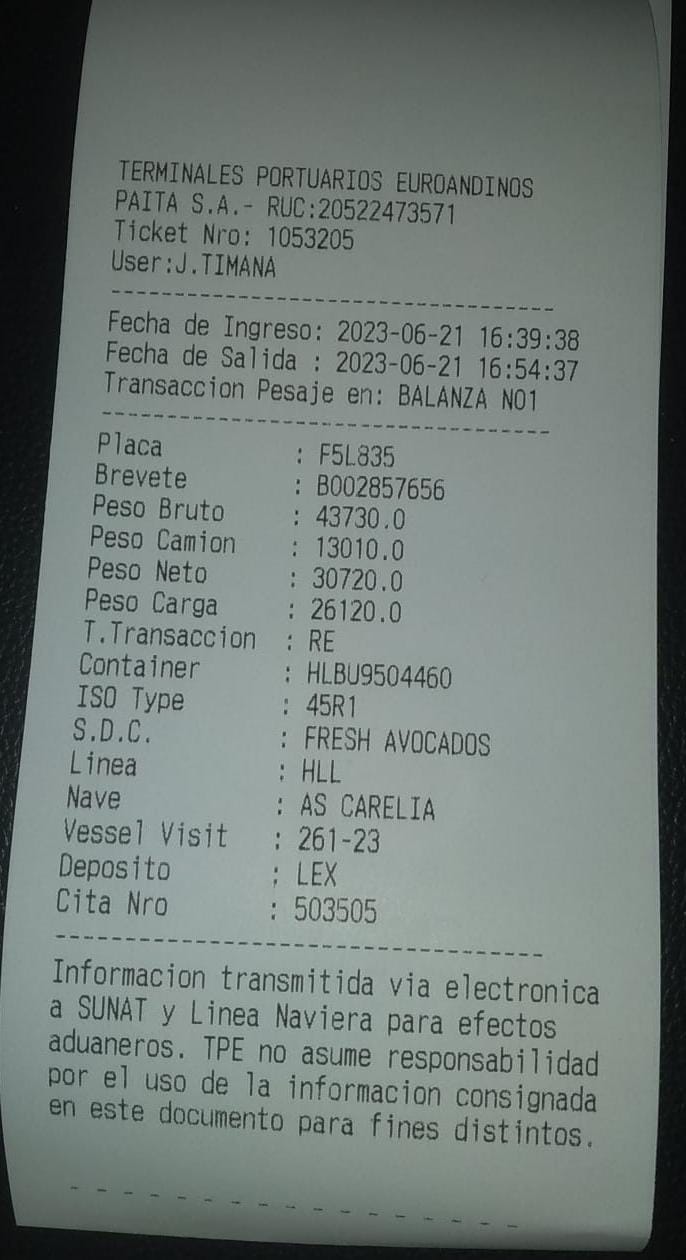 TERMINALES PORTUARIOS EUROANDINOS
PAITA S.A.- RUC:20522473571
Ticket Nro: 1053205
User:J.TIMANA
Fecha de Ingreso: 2023-06-21 16:39:38
Fecha de Salida : 2023-06-21 16:54:37
Transaccion Pesaje en: BALANZA N01
Placa : F5L835
Brevete : B002857656
Peso Bruto : 43730.0
Peso Camion : 13010.0
Peso Neto : 30720.0
Peso Carga : 26120.0
T.Transaccion : RE
Container : HLBU9504460
ISO Type : 45R1
S.D.C. : FRESH AVOCADOS
Linea : HLL
Nave : AS CARELIA
Vessel Visit : 261-23
Deposito : LEX
Cita Nro : 503505
Informacion transmitida via electronica
a SUNAT y Linea Naviera para efectos
aduaneros. TPE no asume responsabilidad
por el uso de la informacion consignada
en este documento para fines distintos.